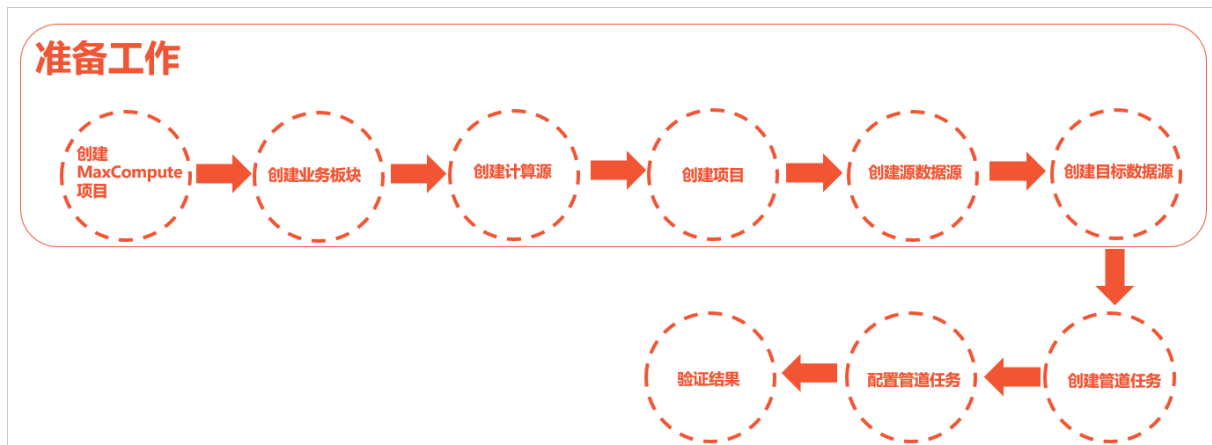 准备工作
创建
MaxCompute
项目
创建业务板块
创建计算源
创建项目
创建源数据源
创建目标数据源
验证结果
配置管道任务
创建管道任务